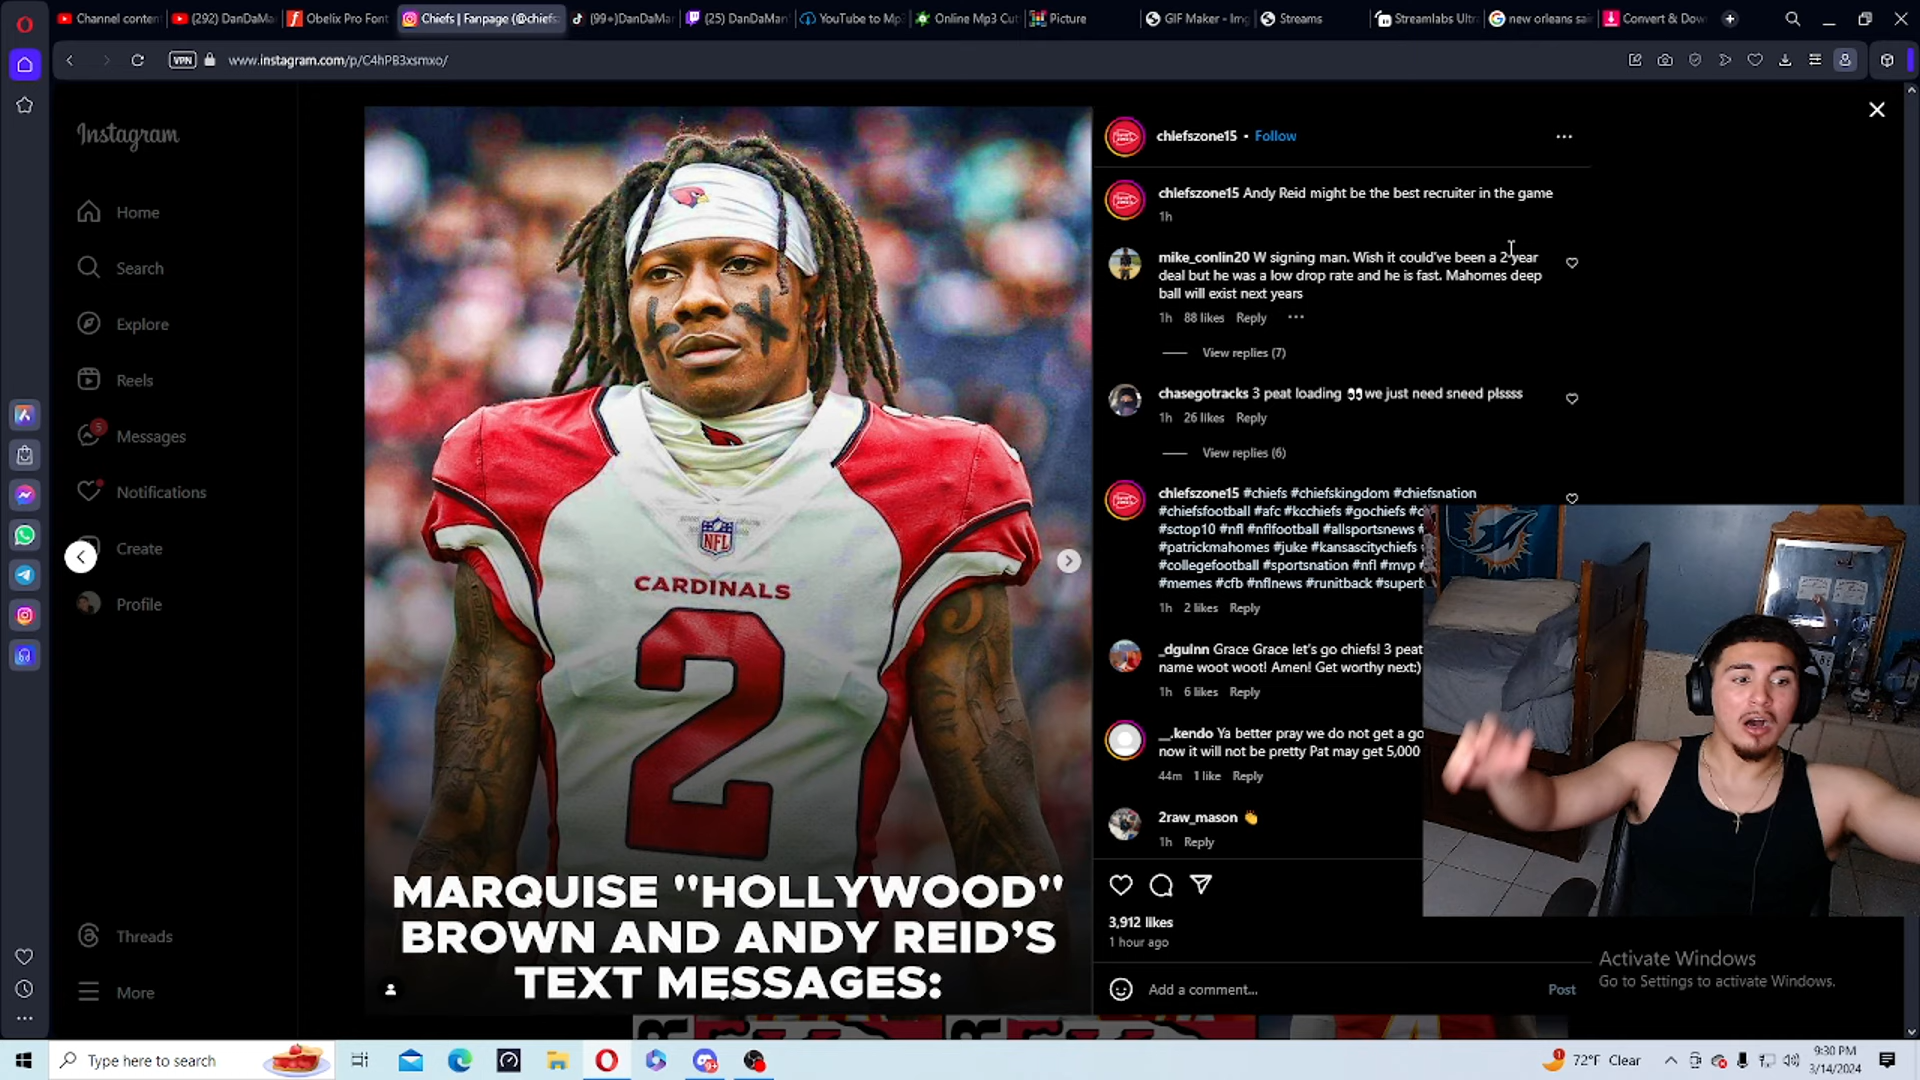 Channel conten
(292) DanDaMa
Obelix Pro Font
Chiefs | Fanpage (@chiefs
(99+)DanDaMar
(25) DanDaMan
YouTube to Mp
Online Mp3 Cut
Picture
GIF Maker - Img
Streams
Streamlabs Ultr
new orleans sai
Convert & Dow
VPN
www.instagram.com/p/C4hPB3xsmxo/
Instagram
Home
Search
Explore
Reels
5
Messages
Notifications
Create
Profile
Threads
More
NFL
CARDINALS
2
MARQUISE "HOLLYWOOD"
BROWN AND ANDY REID'S
TEXT MESSAGES:
chiefszone15 • Follow
chiefszone15 Andy Reid might be the best recruiter in the game
1h
mike_conlin20 W signing man. Wish it could've been a 2 year
deal but he was a low drop rate and he is fast. Mahomes deep
ball will exist next years
1h 88 likes Reply
View replies (7)
chasegotracks 3 peat loading 👀we just need sneed plssss
1h 26 likes Reply
View replies (6)
chiefszone15 #chiefs #chiefskingdom #chiefsnation
#chiefsfootball #afc #kcchiefs #gochiefs #c
#sctop10 #nfl #nflfootball #allsportsnews #
#patrickmahomes #juke #kansascitychiefs
#collegefootball #sportsnation #nfl #mvp #
#memes #cfb #nflnews #runitback #superb
1h 2 likes Reply
_dguinn Grace Grace let's go chiefs! 3 peat
name woot woot! Amen! Get worthy next:)
1h 6 likes Reply
__.kendo Ya better pray we do not get a go
now it will not be pretty Pat may get 5,000
44m 1 like Reply
2raw_mason 👏
1h Reply
3,912 likes
1 hour ago
Add a comment...
Post
Activate Windows
Go to Settings to activate Windows.
Type here to search
72°F Clear
9:30 PM
3/14/2024